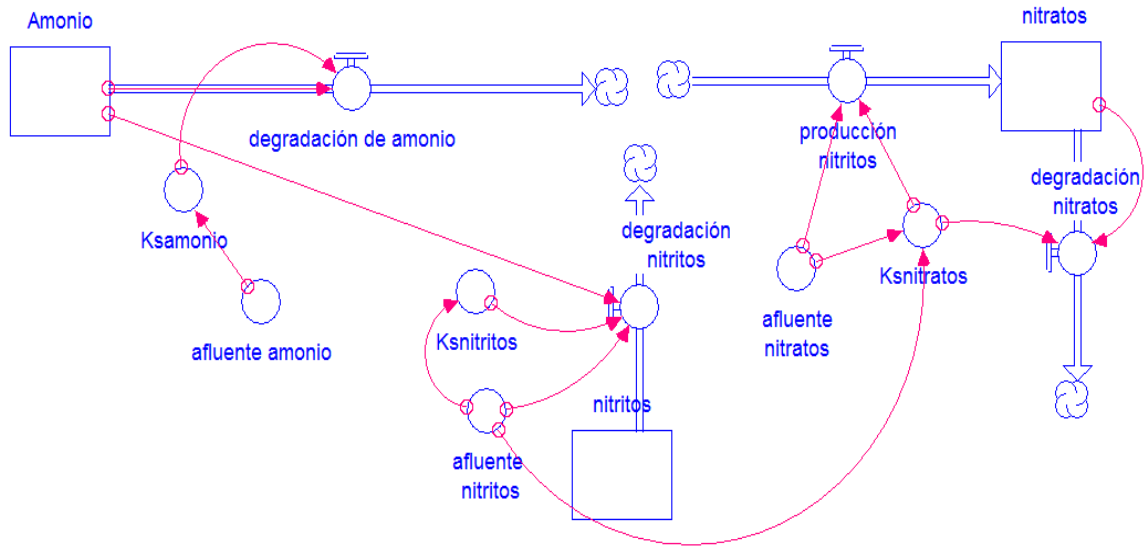 Amonio
nitratos
degradación de amonio
producción
nitritos
degradación
nitratos
Ksamonio
degradación
nitritos
Ksnitratos
afluente amonio
Ksnitritos
afluente
nitratos
nitritos
afluente
nitritos